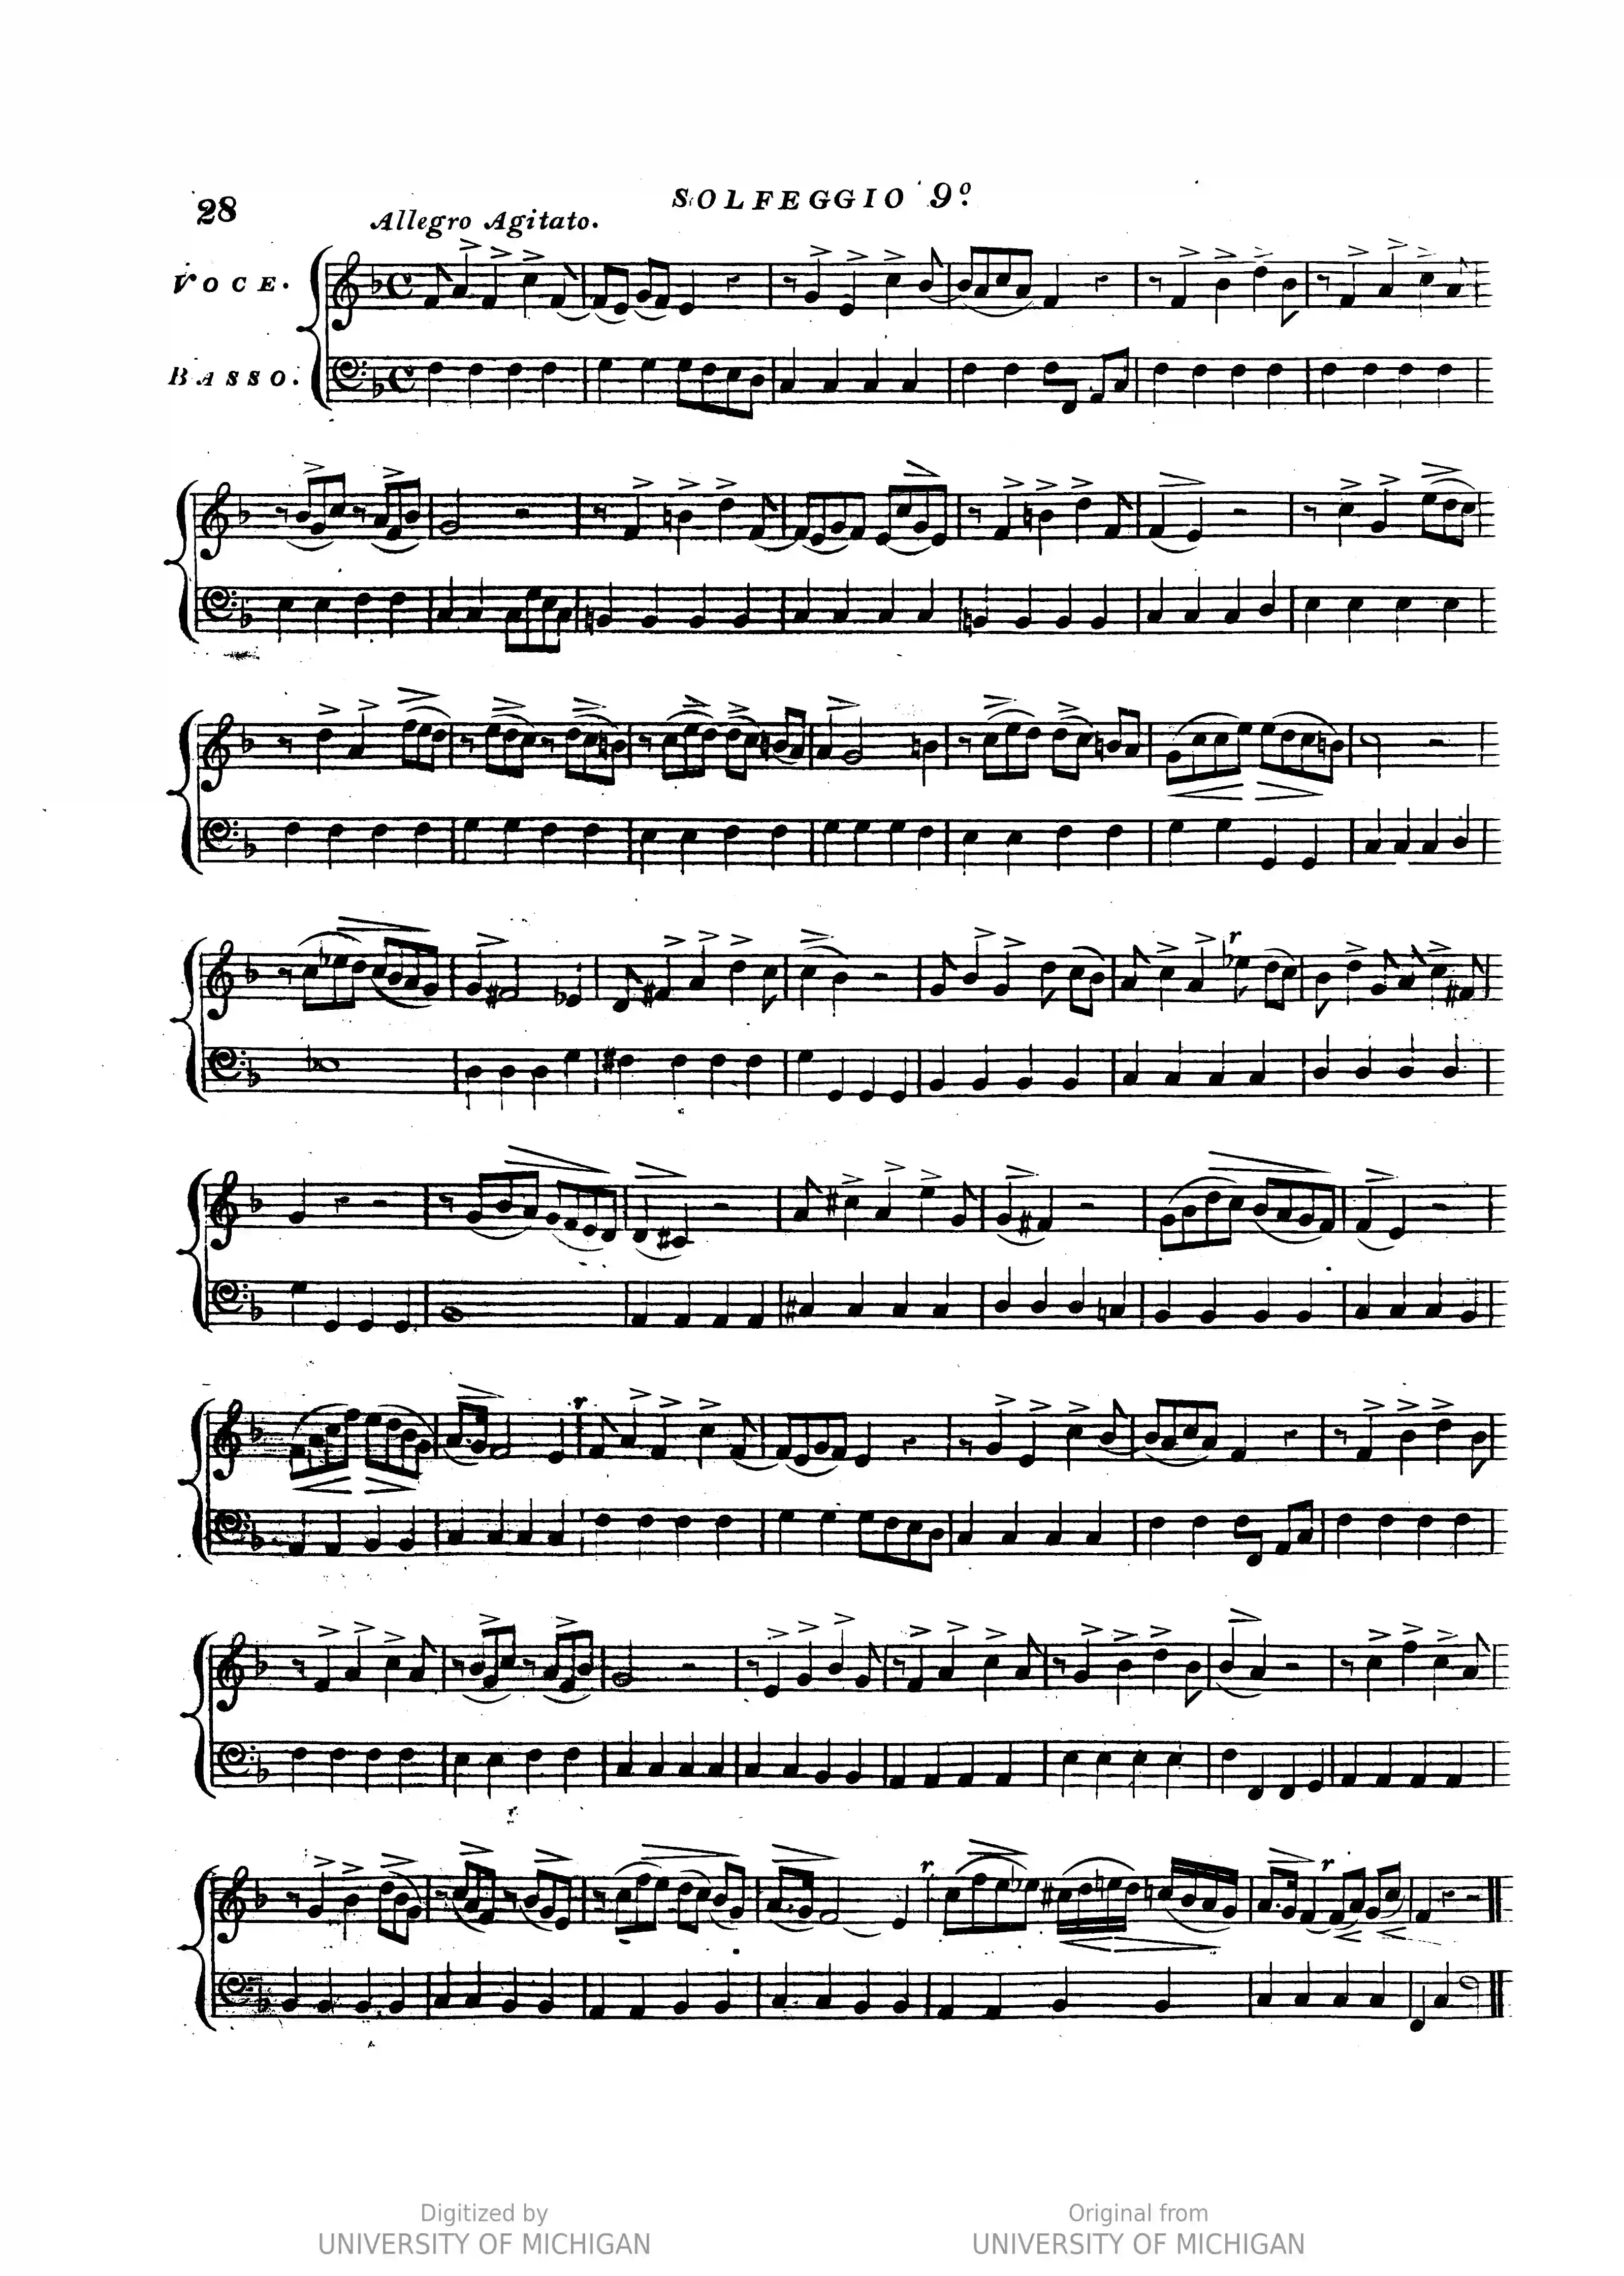 28
SOLFEGGIO 9º
Allegro Agitato.
VOCE.
BASSO.
Digitized by
UNIVERSITY OF MICHIGAN
Original from
UNIVERSITY OF MICHIGAN